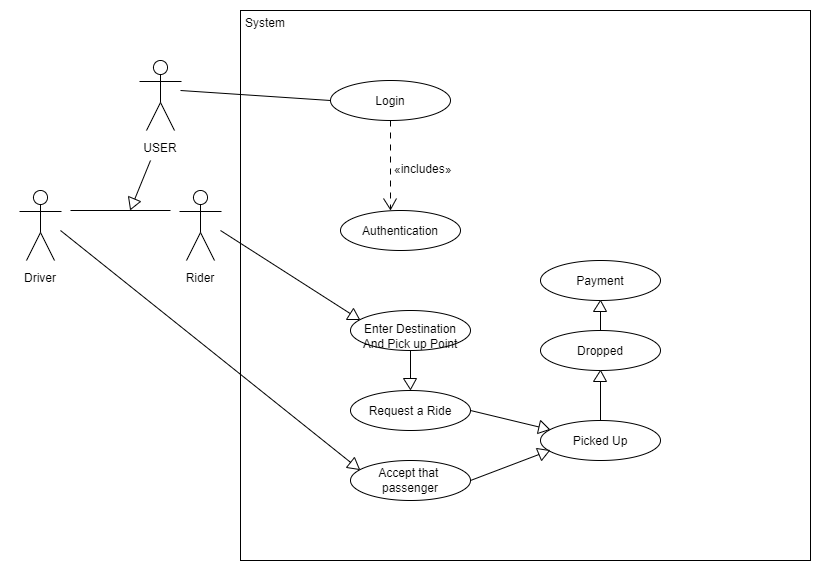 System
Login
USER
«includes»
Authentication
Driver
Rider
Payment
Enter Destination
And Pick up Point
Dropped
Request a Ride
Picked Up
Accept that
passenger